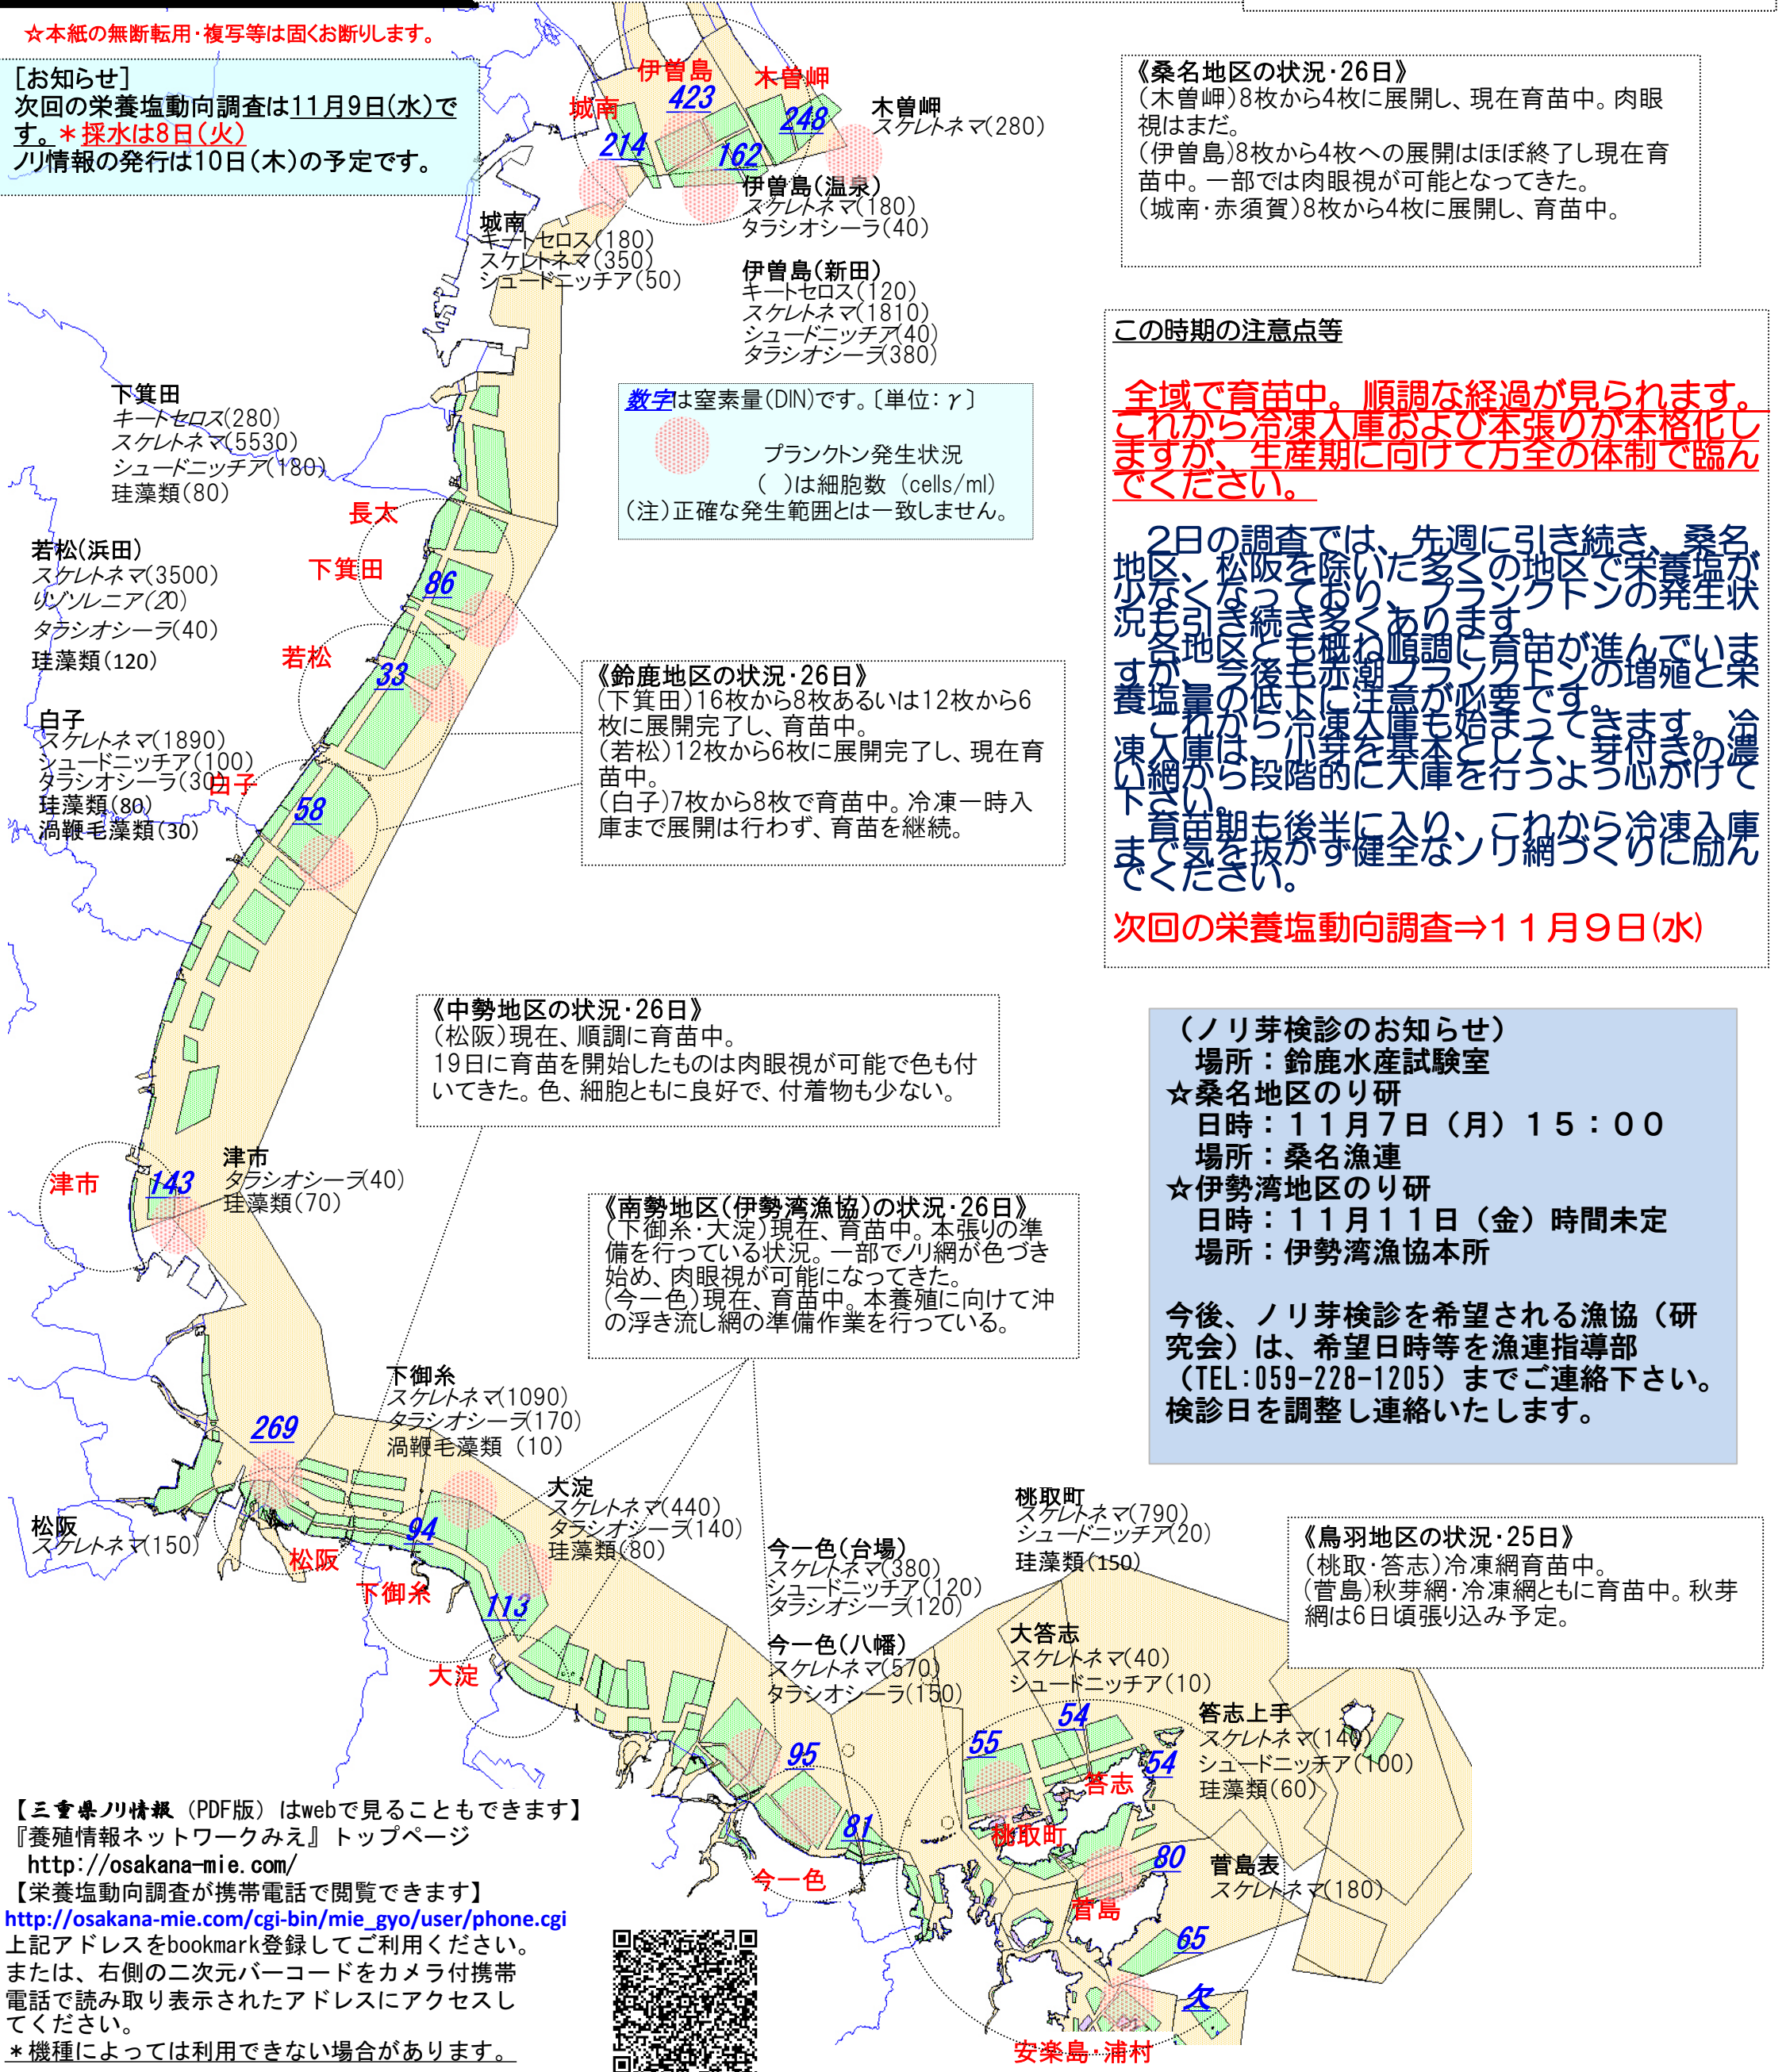 ☆本紙の無断転用・複写等は固くお断りします。
[お知らせ]
次回の栄養塩動向調査は11月9日(水)で
す。＊採水は8日(火)
ノリ情報の発行は10日(木)の予定です。
伊曽島
423
木曽岬
248
城南
214
162
木曽岬
スケレトネマ(280)
伊曽島(温泉)
スケレトネマ(180)
タラシオシーラ(40)
城南
キートセロス(180)
スケレトネマ(350)
シュードニッチア(50)
伊曽島(新田)
キートセロス(120)
スケレトネマ(1810)
シュードニッチア(40)
タラシオシーラ(380)
《桑名地区の状況・26日》
(木曽岬)8枚から4枚に展開し、現在育苗中。肉眼
視はまだ。
(伊曽島)8枚から4枚への展開はほぼ終了し現在育
苗中。一部では肉眼視が可能となってきた。
(城南・赤須賀)8枚から4枚に展開し、育苗中。
数字は窒素量(DIN)です。〔単位：γ〕
プランクトン発生状況
( )は細胞数 (cells/ml)
(注)正確な発生範囲とは一致しません。
この時期の注意点等
全域で育苗中。順調な経過が見られます。
これから冷凍入庫および本張りが本格化し
ますが、生産期に向けて万全の体制で臨ん
でください。
２日の調査では、先週に引き続き、桑名
地区、松阪を除いた多くの地区で栄養塩が
少なくなっており、プランクトンの発生状
況も引き続き多くあります。
各地区とも概ね順調に育苗が進んでいま
すが、今後も赤潮プランクトンの増殖と栄
養塩量の低下に注意が必要です。
これから冷凍入庫も始まってきます。冷
凍入庫は、小芽を基本として、芽付きの濃
い網から段階的に入庫を行うよう心がけて
下さい。
育苗期も後半に入り、これから冷凍入庫
まで気を抜かず健全なノリ網づくりに励ん
でください。
次回の栄養塩動向調査⇒１１月９日(水)
下箕田
キートセロス(280)
スケレトネマ(5530)
シュードニッチア(180)
珪藻類(80)
長太
下箕田
86
若松(浜田)
スケレトネマ(3500)
リゾソレニア(20)
タラシオシーラ(40)
珪藻類(120)
若松
33
白子
スケレトネマ(1890)
シュードニッチア(100)
タラシオシーラ(30)
珪藻類(80)
渦鞭毛藻類(30)
白子
58
《鈴鹿地区の状況・26日》
(下箕田)16枚から8枚あるいは12枚から6
枚に展開完了し、育苗中。
(若松)12枚から6枚に展開完了し、現在育
苗中。
(白子)7枚から8枚で育苗中。冷凍一時入
庫まで展開は行わず、育苗を継続。
《中勢地区の状況・26日》
(松阪)現在、順調に育苗中。
19日に育苗を開始したものは肉眼視が可能で色も付
いてきた。色、細胞ともに良好で、付着物も少ない。
（ノリ芽検診のお知らせ）
場所：鈴鹿水産試験室
☆桑名地区のり研
日時：１１月７日（月）１５：００
場所：桑名漁連
☆伊勢湾地区のり研
日時：１１月１１日（金）時間未定
場所：伊勢湾漁協本所
今後、ノリ芽検診を希望される漁協（研
究会）は、希望日時等を漁連指導部
（TEL:059-228-1205）までご連絡下さい。
検診日を調整し連絡いたします。
津市
143
津市
タラシオシーラ(40)
珪藻類(70)
《南勢地区(伊勢湾漁協)の状況・26日》
(下御糸・大淀)現在、育苗中。本張りの準
備を行っている状況。一部でノリ網が色づき
始め、肉眼視が可能になってきた。
(今一色)現在、育苗中。本養殖に向けて沖
の浮き流し網の準備作業を行っている。
下御糸
スケレトネマ(1090)
タラシオシーラ(170)
渦鞭毛藻類 (10)
269
松阪
スケレトネマ(150)
松阪
94
下御糸
大淀
スケレトネマ(440)
タラシオシーラ(140)
珪藻類(80)
113
大淀
今一色(台場)
スケレトネマ(380)
シュードニッチア(120)
タラシオシーラ(120)
今一色(八幡)
スケレトネマ(570)
タラシオシーラ(150)
95
81
今一色
桃取町
スケレトネマ(790)
シュードニッチア(20)
珪藻類(150)
大答志
スケレトネマ(40)
シュードニッチア(10)
《鳥羽地区の状況・25日》
(桃取・答志)冷凍網育苗中。
(菅島)秋芽網・冷凍網ともに育苗中。秋芽
網は6日頃張り込み予定。
55
54
54
答志上手
スケレトネマ(140)
シュードニッチア(100)
珪藻類(60)
答志
桃取町
80
菅島表
スケレトネマ(180)
菅島
65
欠
安楽島・浦村
【三重県ノリ情報（PDF版）はwebで見ることもできます】
『養殖情報ネットワークみえ』トップページ
http://osakana-mie.com/
【栄養塩動向調査が携帯電話で閲覧できます】
http://osakana-mie.com/cgi-bin/mie_gyo/user/phone.cgi
上記アドレスをbookmark登録してご利用ください。
または、右側の二次元バーコードをカメラ付携帯
電話で読み取り表示されたアドレスにアクセスし
てください。
＊機種によっては利用できない場合があります。